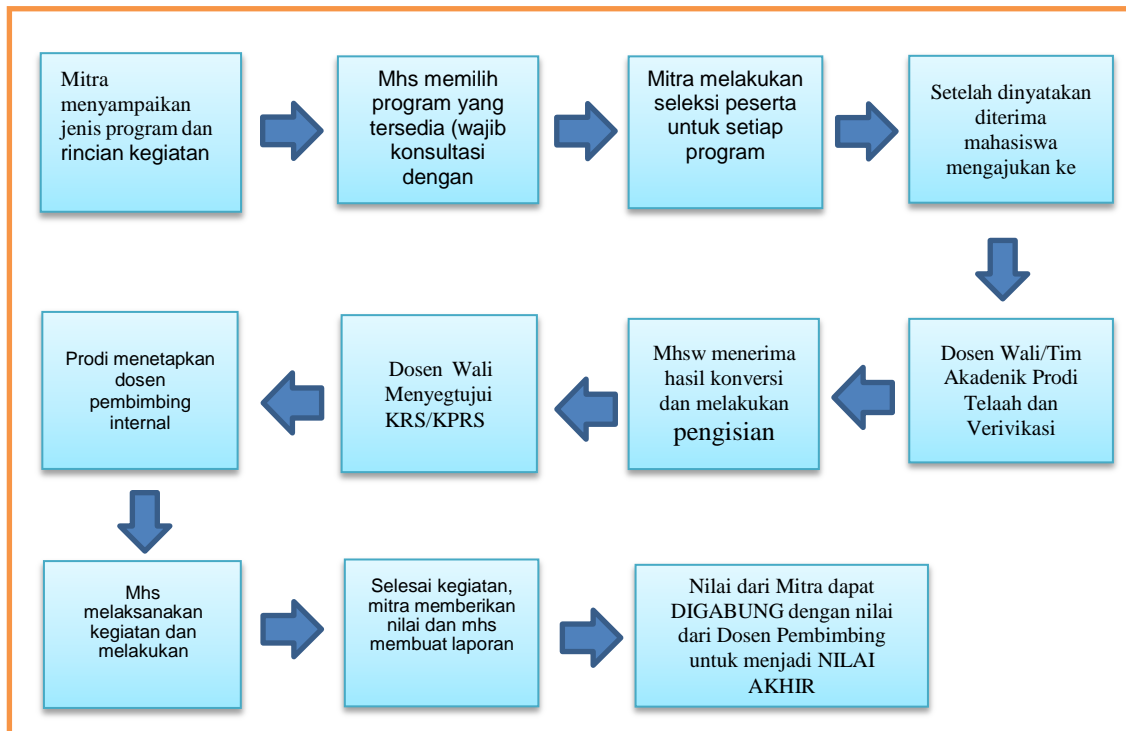 Mitra
menyampaikan
jenis program dan
rincian kegiatan
Mhs memilih
program yang
tersedia (wajib
konsultasi
dengan
Mitra melakukan
seleksi peserta
untuk setiap
program
Setelah dinyatakan
diterima
mahasiswa
mengajukan ke
Dosen Wali/Tim
Akadenik Prodi
Telaah dan
Verivikasi
Mhsw menerima
hasil konversi
dan melakukan
pengisian
Dosen Wali
Menyegtujui
KRS/KPRS
Prodi menetapkan
dosen
pembimbing
internal
Mhs
melaksanakan
kegiatan dan
melakukan
Selesai kegiatan,
mitra memberikan
nilai dan mhs
membuat laporan
Nilai dari Mitra dapat
DIGABUNG dengan nilai
dari Dosen Pembimbing
untuk menjadi NILAI
AKHIR